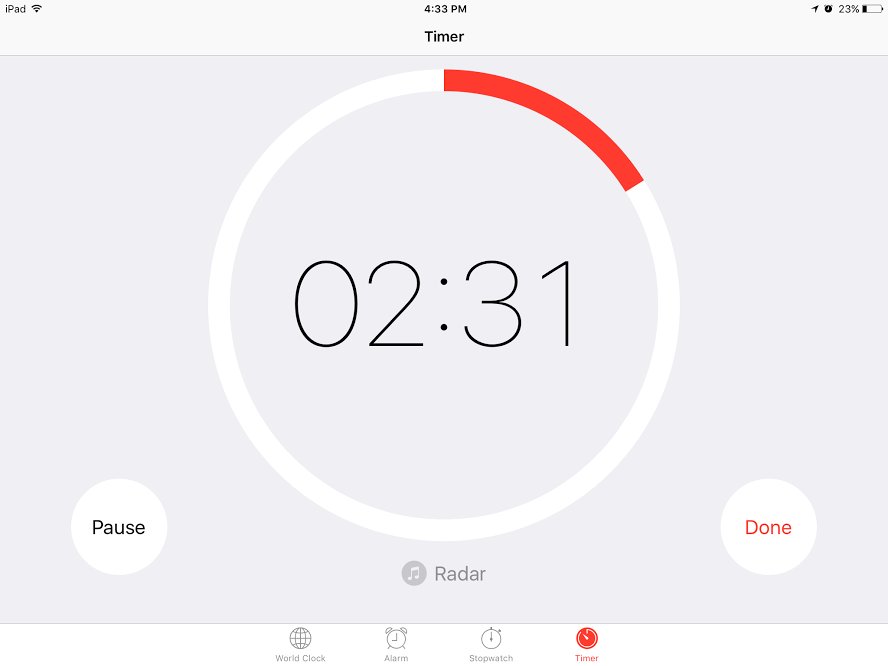 iPad 4:33 PM 23%
Timer
02:31
Pause Done
Radar
World Clock Alarm Stopwatch Timer